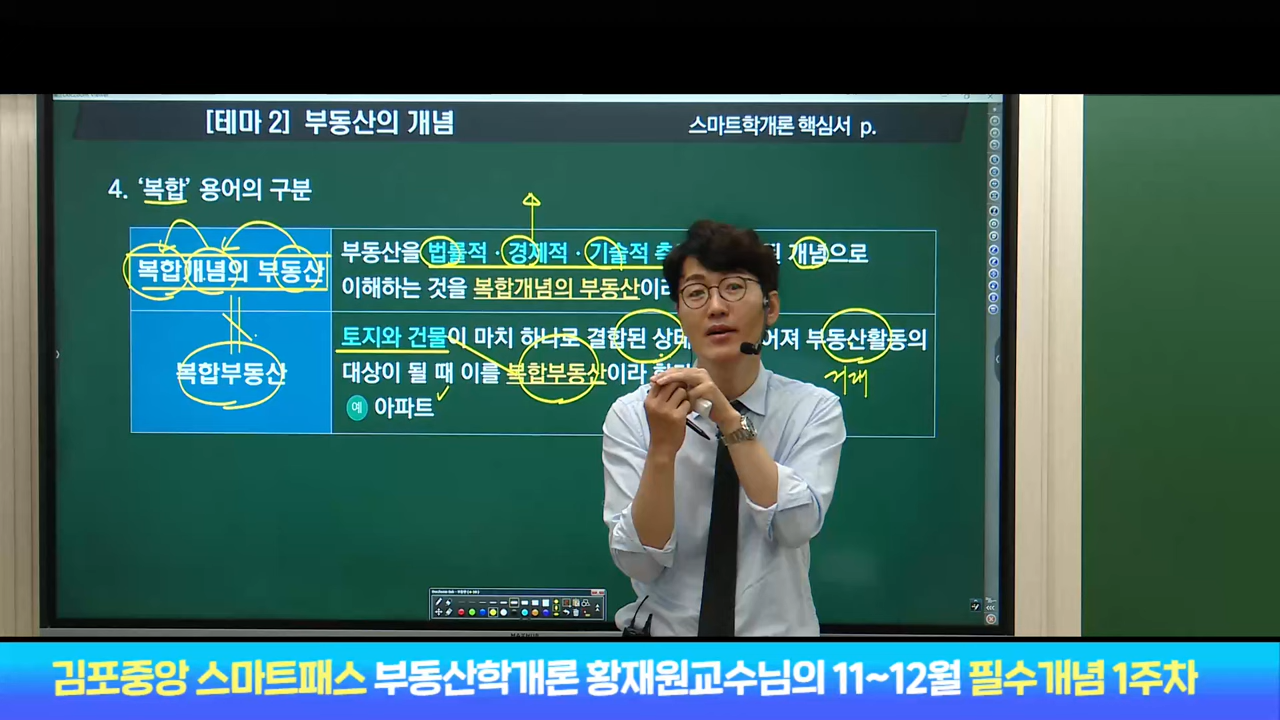 [테마 2] 부동산의 개념
스마트학개론 핵심서 p.
4. ‘복합’ 용어의 구분
복합개념의 부동산
부동산을 법률적 · 경제적 · 기술적 개념으로
이해하는 것을 복합개념의 부동산이라
복합부동산
토지와 건물이 마치 하나로 결합된 부동산활동의
거래
대상이 될 때 이를 복합부동산이라
예 아파트
김포중앙 스마트패스 부동산학개론 황재원교수님의 11~12월 필수개념 1주차